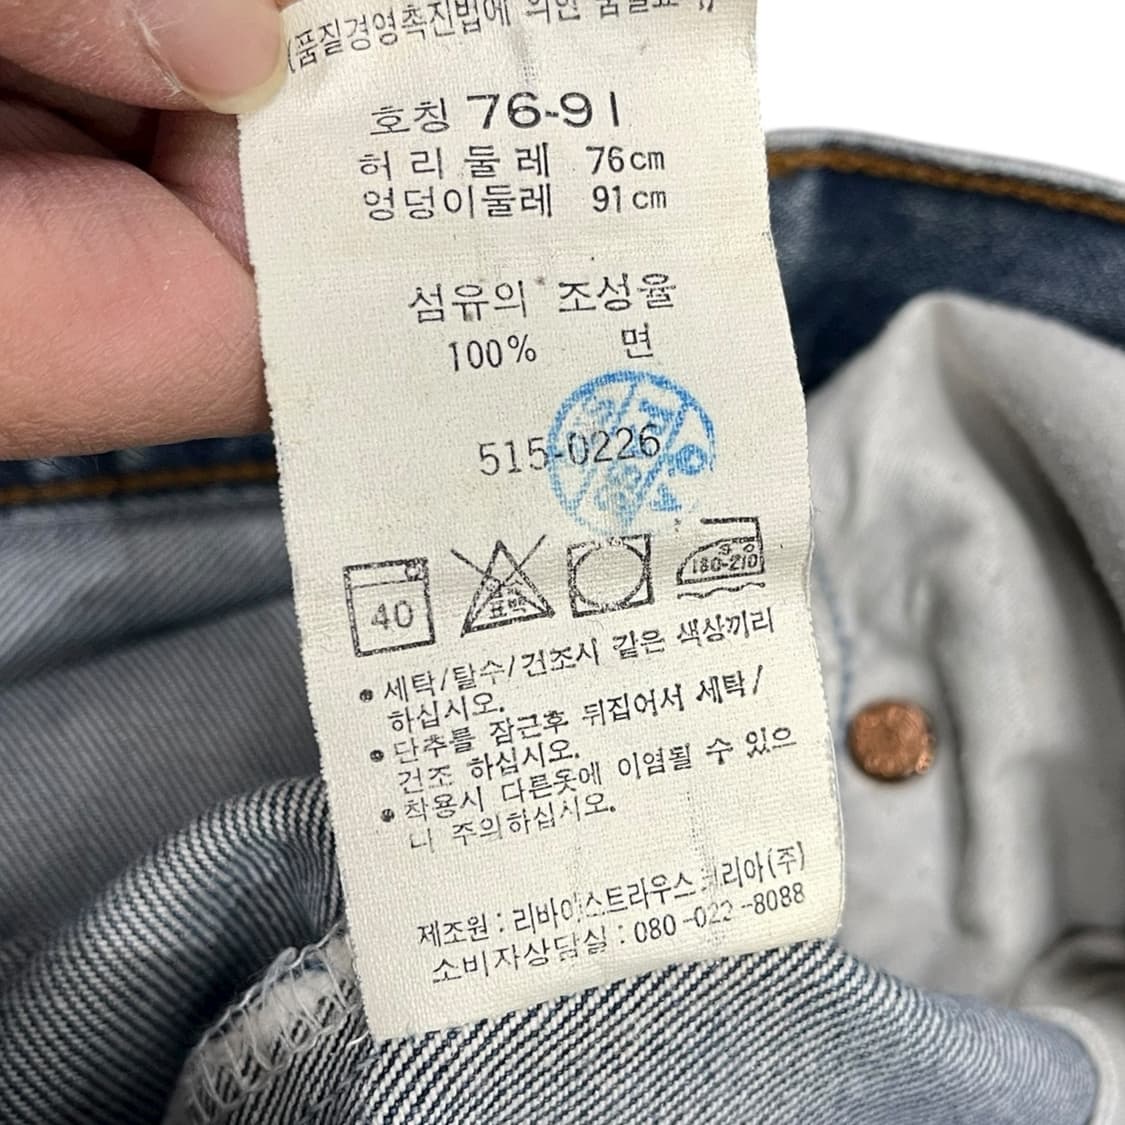 (품질경영촉진법에 의한 품질표시)
호칭 76-91
허리둘레 76cm
엉덩이둘레 91cm
섬유의 조성율
100% 면
515-0226
40
표백
180-210
• 세탁/탈수/건조시 같은 색상끼리
하십시오.
• 단추를 잠근후 뒤집어서 세탁/
건조 하십시오.
• 착용시 다른옷에 이염될 수 있으
니 주의하십시오.
제조원 : 리바이스트라우스코리아(주)
소비자상담실 : 080-022-8088